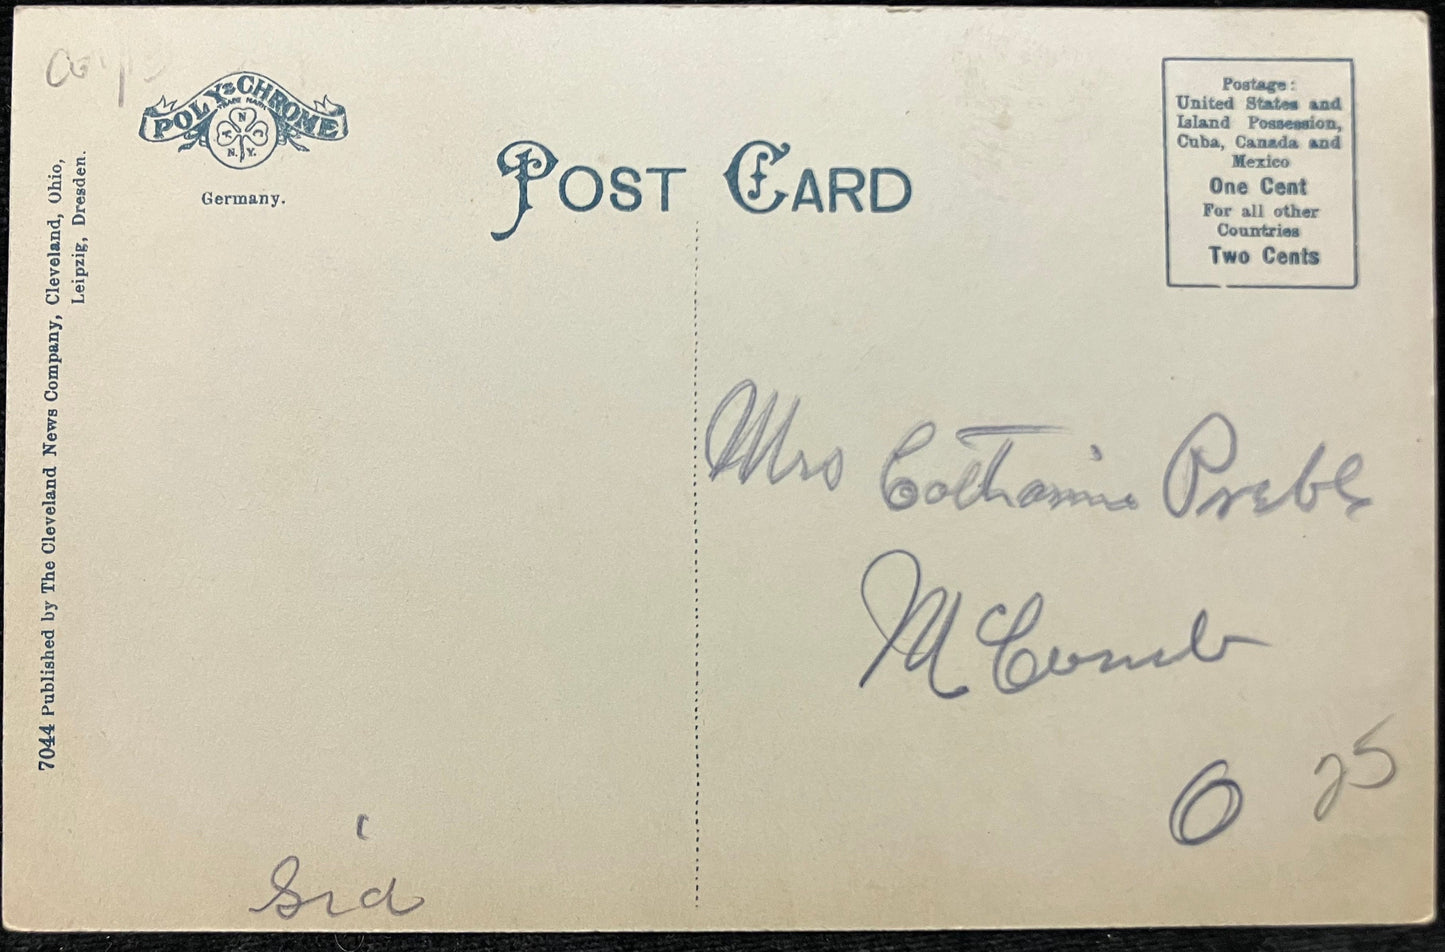 POLY-CHROME
TRADE MARK
A N C
N. Y.
Germany.
POST CARD
Postage:
United States and
Island Possession,
Cuba, Canada and
Mexico
One Cent
For all other
Countries
Two Cents
7044 Published by The Cleveland News Company, Cleveland, Ohio,
Leipzig, Dresden.
Mrs Catharine Preble
McComb
O
25
Sid